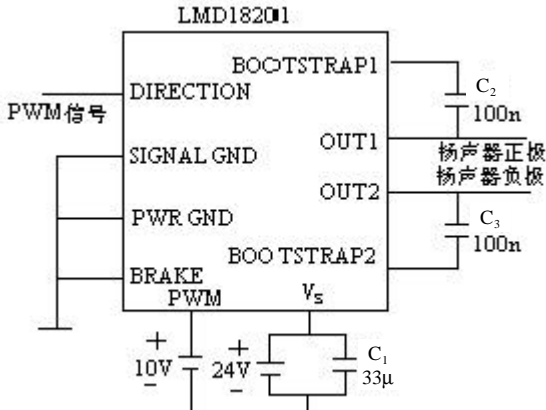 LMD18201
BOOTSTRAP1
DIRECTION
PWM信号
C₂
100n
OUT1
扬声器正极
SIGNAL GND
扬声器负极
OUT2
PWR GND
C₃
100n
BOOTSTRAP2
BRAKE
PWM
Vs
+
10V
−
+
24V
−
C₁
33μ